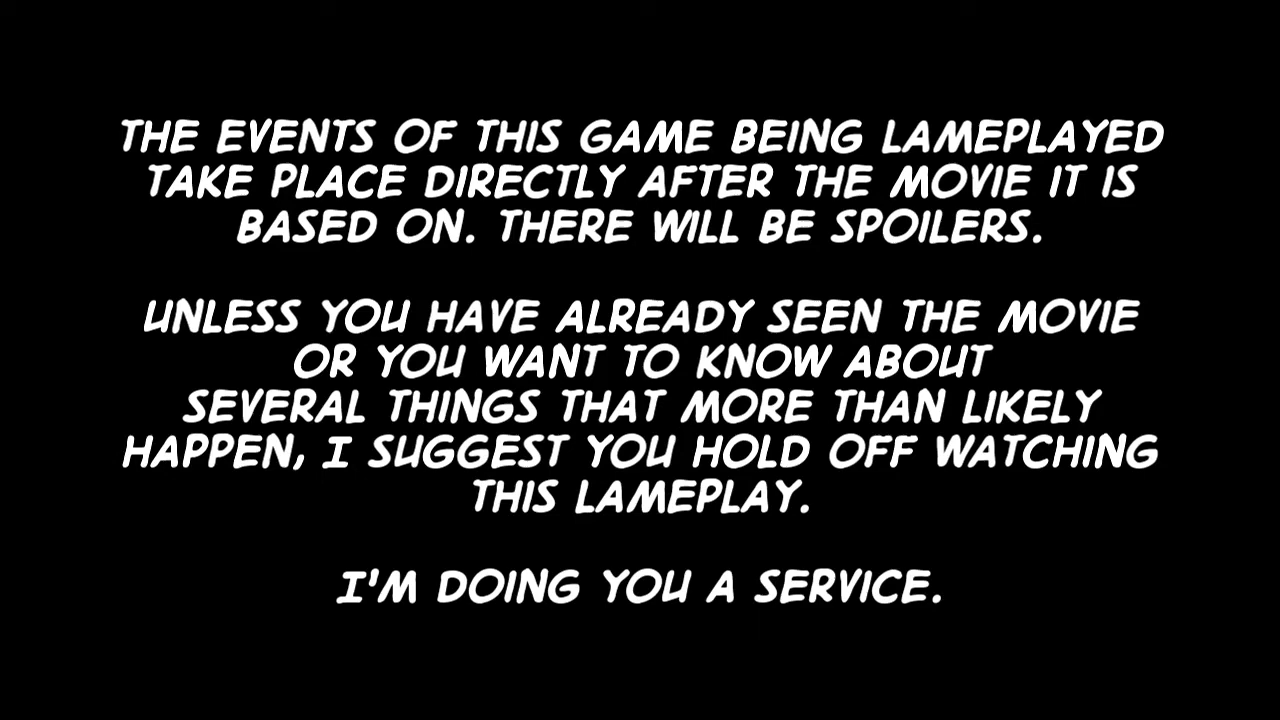 THE EVENTS OF THIS GAME BEING LAMEPLAYED
TAKE PLACE DIRECTLY AFTER THE MOVIE IT IS
BASED ON. THERE WILL BE SPOILERS.
UNLESS YOU HAVE ALREADY SEEN THE MOVIE
OR YOU WANT TO KNOW ABOUT
SEVERAL THINGS THAT MORE THAN LIKELY
HAPPEN, I SUGGEST YOU HOLD OFF WATCHING
THIS LAMEPLAY.
I'M DOING YOU A SERVICE.